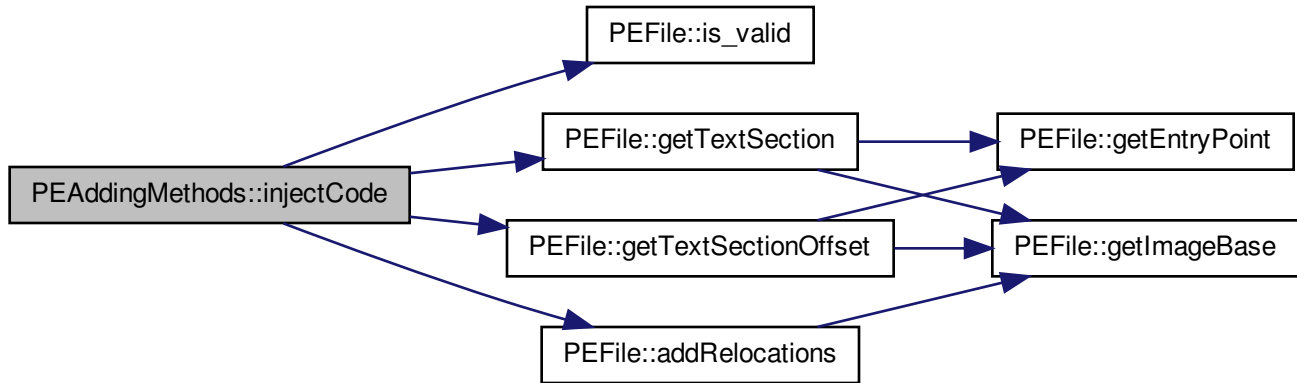 PEFile::is_valid
PEFile::getTextSection
PEFile::getEntryPoint
PEAddingMethods::injectCode
PEFile::getTextSectionOffset
PEFile::getImageBase
PEFile::addRelocations